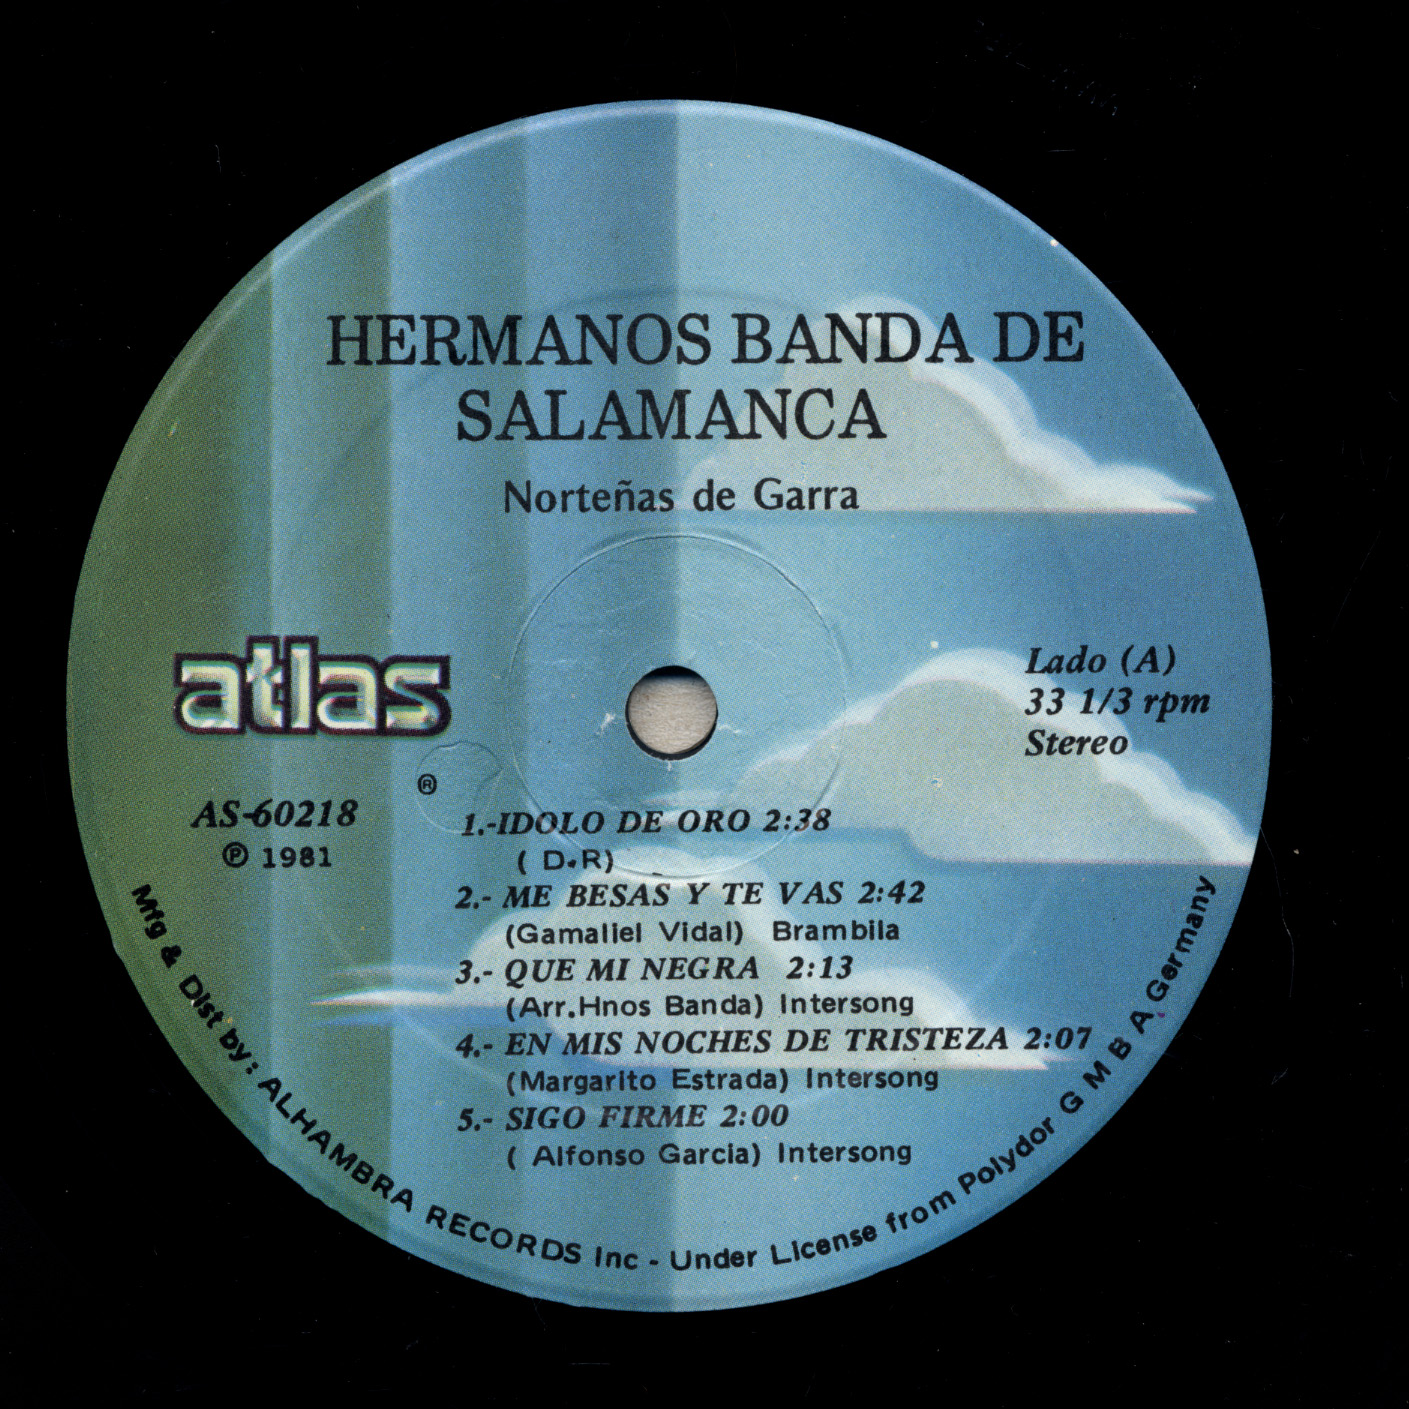 HERMANOS BANDA DE
SALAMANCA
Norteñas de Garra
atlas
®
Lado (A)
33 1/3 rpm
Stereo
AS-60218
℗ 1981
1.-IDOLO DE ORO 2:38
( D.R)
2.- ME BESAS Y TE VAS 2:42
(Gamaliel Vidal) Brambila
3.- QUE MI NEGRA 2:13
(Arr.Hnos Banda) Intersong
4.- EN MIS NOCHES DE TRISTEZA 2:07
(Margarito Estrada) Intersong
5.- SIGO FIRME 2:00
( Alfonso Garcia) Intersong
Mfg & Dist by: ALHAMBRA RECORDS Inc - Under License from Polydor G M B A Germany